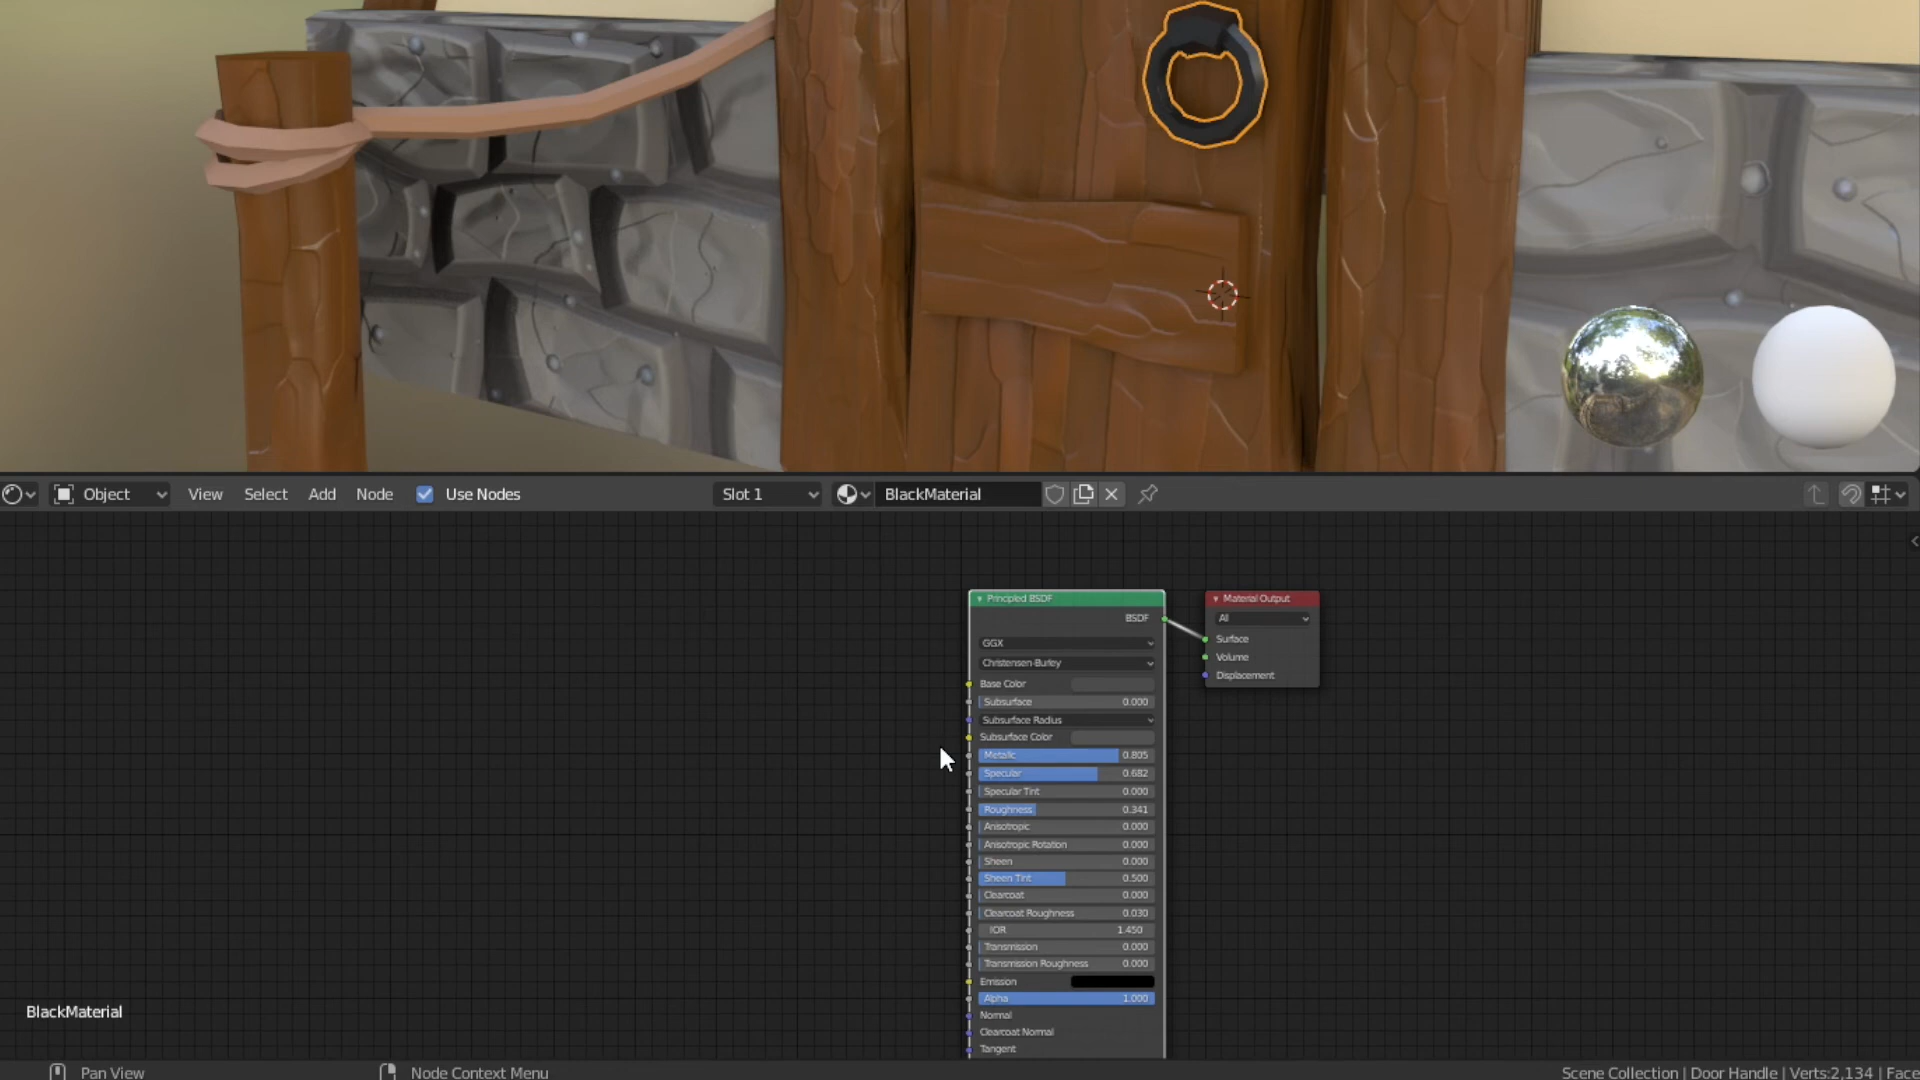 Object View Select Add Node Use Nodes Slot 1 BlackMaterial
Principled BSDF
BSDF
GGX
Christensen-Burley
Base Color
Subsurface 0.000
Subsurface Radius
Subsurface Color
Metallic 0.805
Specular 0.682
Specular Tint 0.000
Roughness 0.341
Anisotropic 0.000
Anisotropic Rotation 0.000
Sheen 0.000
Sheen Tint 0.500
Clearcoat 0.000
Clearcoat Roughness 0.030
IOR 1.450
Transmission 0.000
Transmission Roughness 0.000
Emission
Alpha 1.000
Normal
Clearcoat Normal
Tangent
Material Output
All
Surface
Volume
Displacement
BlackMaterial
Pan View Node Context Menu Scene Collection | Door Handle | Verts:2,134 | Face